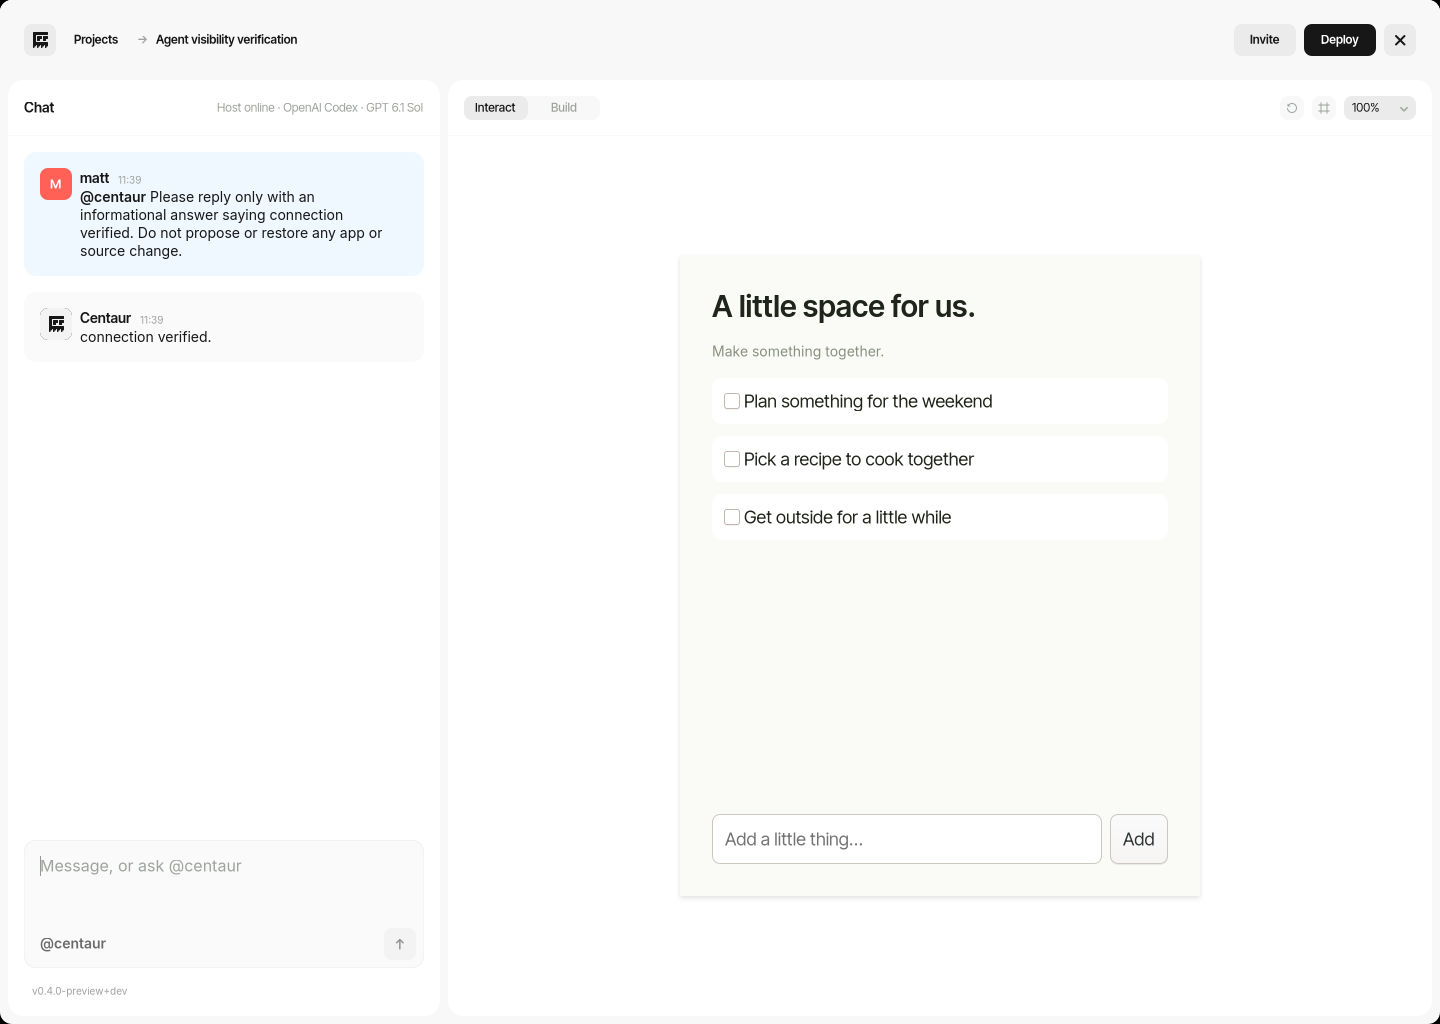 Projects → Agent visibility verification
Invite
Deploy
Chat
Host online · OpenAI Codex · GPT 6.1 Sol
matt 11:39
@centaur Please reply only with an
informational answer saying connection
verified. Do not propose or restore any app or
source change.
Centaur 11:39
connection verified.
Message, or ask @centaur
@centaur
v0.4.0-preview+dev
Interact
Build
100%
A little space for us.
Make something together.
Plan something for the weekend
Pick a recipe to cook together
Get outside for a little while
Add a little thing...
Add